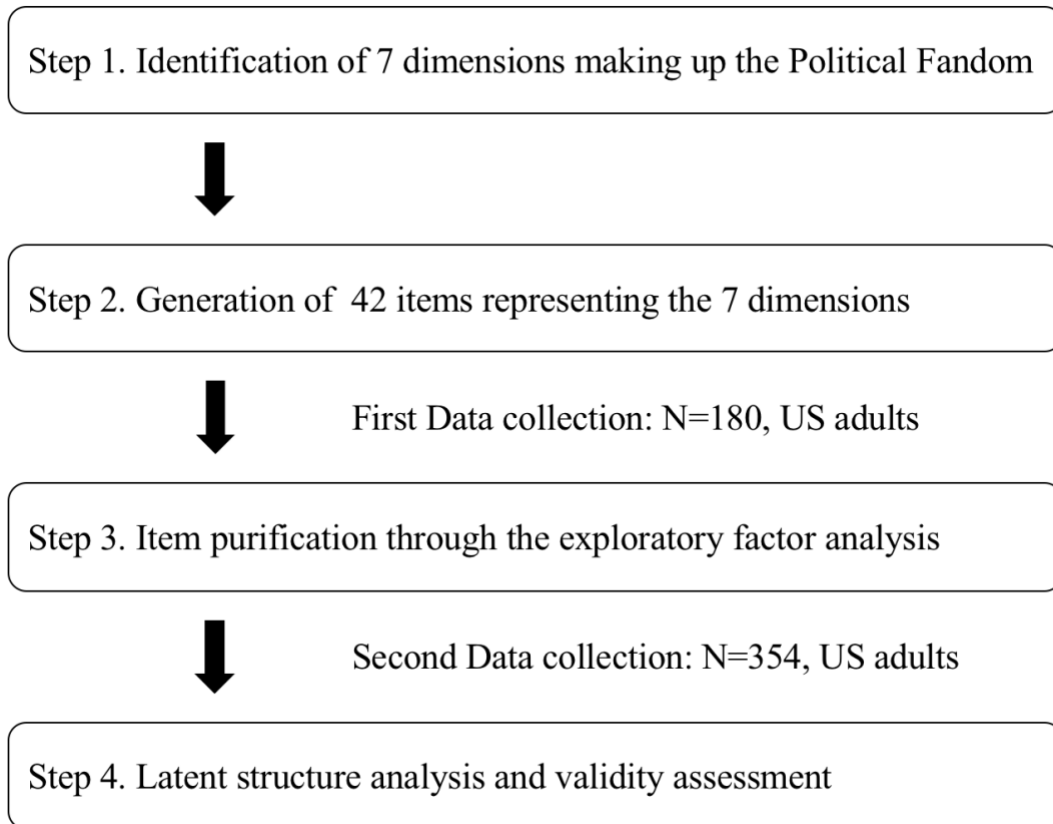 Step 1. Identification of 7 dimensions making up the Political Fandom
Step 2. Generation of 42 items representing the 7 dimensions
First Data collection: N=180, US adults
Step 3. Item purification through the exploratory factor analysis
Second Data collection: N=354, US adults
Step 4. Latent structure analysis and validity assessment